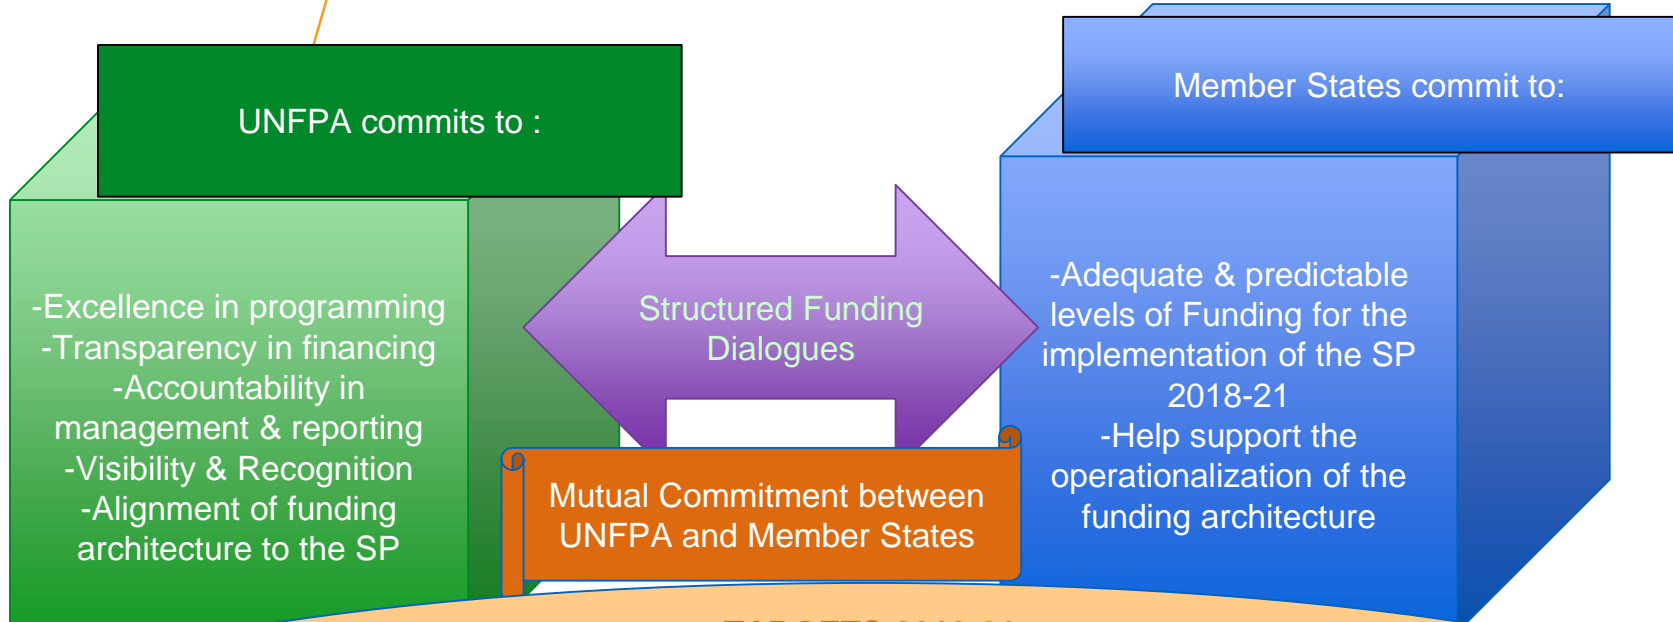 UNFPA commits to :
-Excellence in programming
-Transparency in financing
-Accountability in
management & reporting
-Visibility & Recognition
-Alignment of funding
architecture to the SP
Structured Funding
Dialogues
Mutual Commitment between
UNFPA and Member States
Member States commit to:
-Adequate & predictable
levels of Funding for the
implementation of the SP
2018-21
-Help support the
operationalization of the
funding architecture